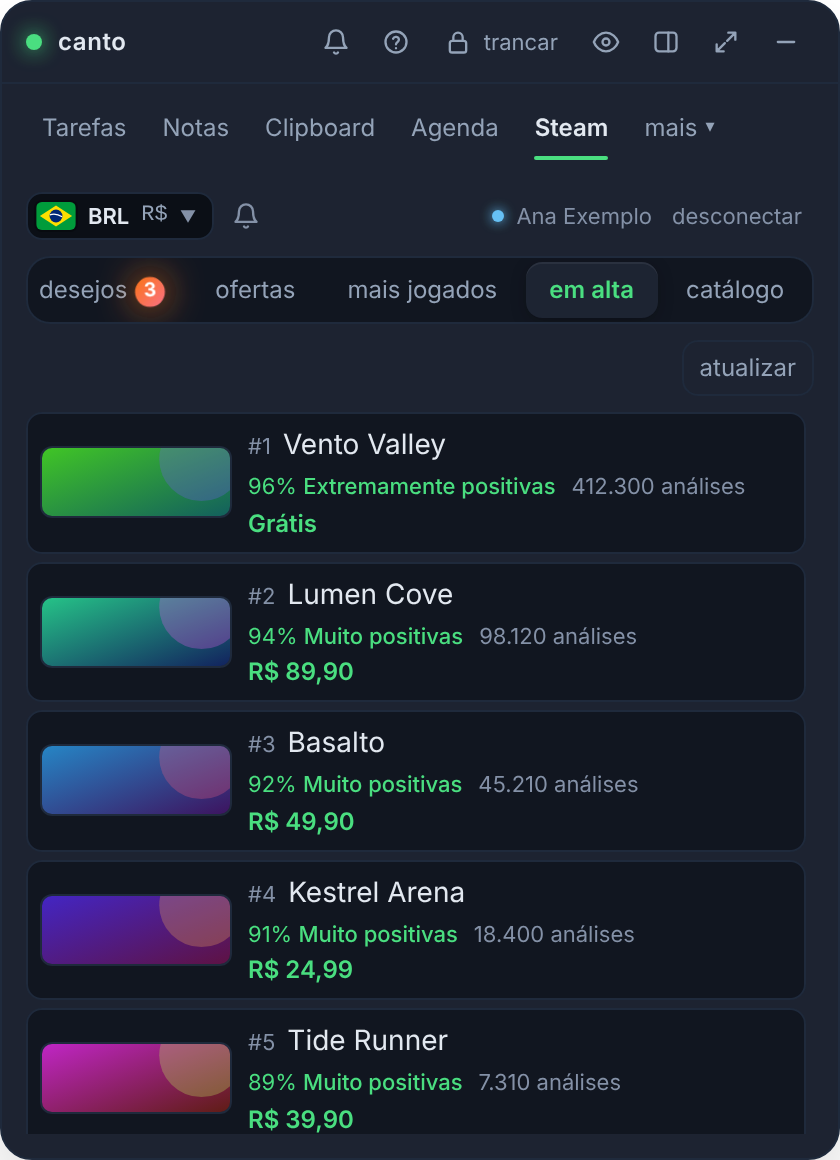 canto trancar
Tarefas Notas Clipboard Agenda Steam mais ▼
BRL R$ ▼ Ana Exemplo desconectar
desejos 3 ofertas mais jogados em alta catálogo
atualizar
#1 Vento Valley
96% Extremamente positivas 412.300 análises
Grátis
#2 Lumen Cove
94% Muito positivas 98.120 análises
R$ 89,90
#3 Basalto
92% Muito positivas 45.210 análises
R$ 49,90
#4 Kestrel Arena
91% Muito positivas 18.400 análises
R$ 24,99
#5 Tide Runner
89% Muito positivas 7.310 análises
R$ 39,90